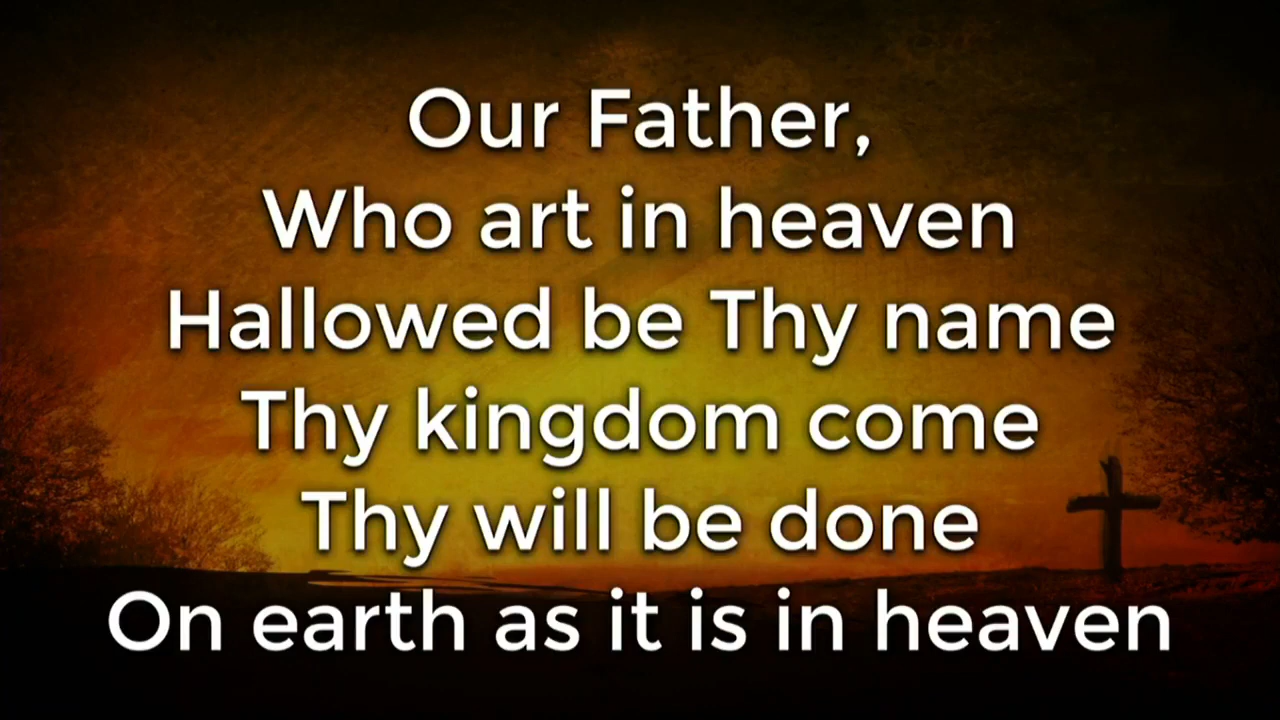 Our Father,
Who art in heaven
Hallowed be Thy name
Thy kingdom come
Thy will be done
On earth as it is in heaven